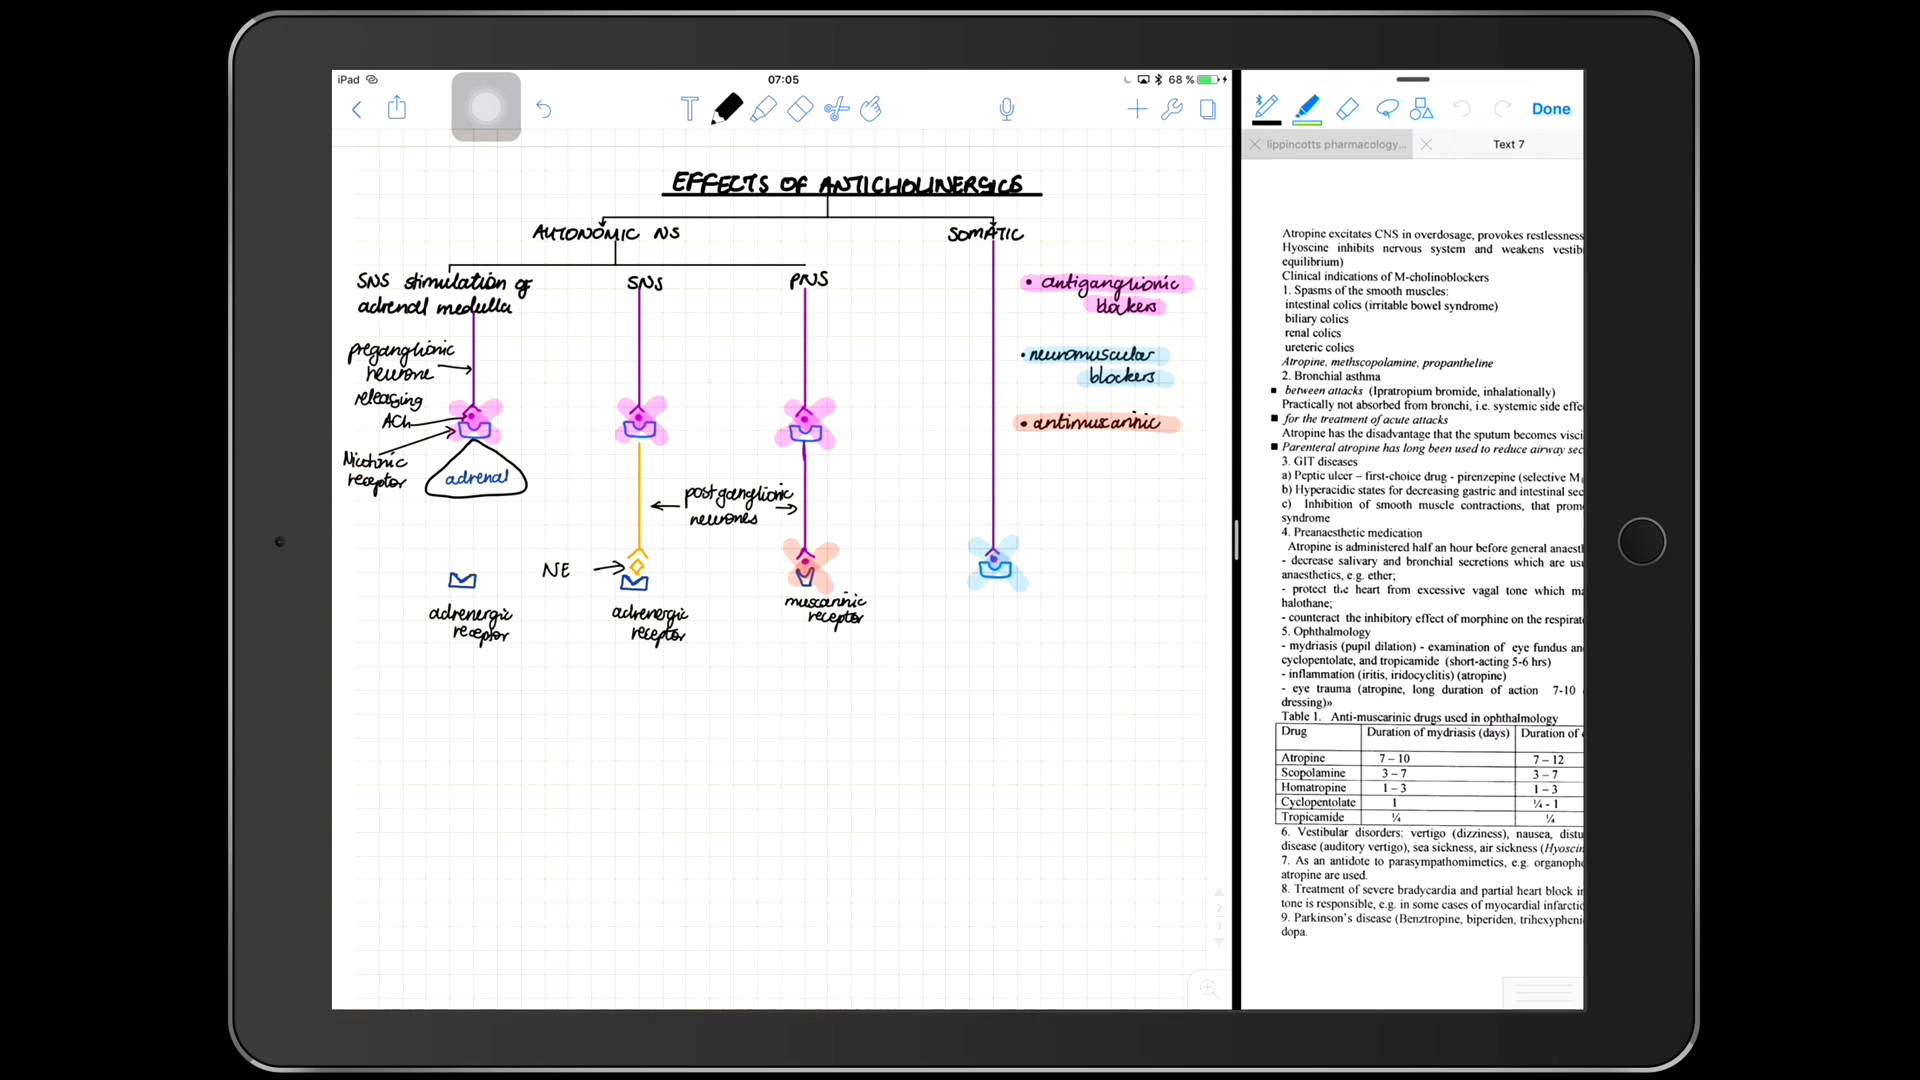 iPad
07:05
68 %
Done
lippincotts pharmacology...
Text 7
EFFECTS OF ANTICHOLINERGICS
AUTONOMIC NS
SOMATIC
SNS stimulation of
adrenal medulla
SNS
PNS
• antiganglionic
blockers
preganglionic
neurone
• neuromuscular
blockers
releasing
ACh
• antimuscarinic
Nicotinic
receptor
adrenal
postganglionic
neurones
NE
adrenergic
receptor
adrenergic
receptor
muscarinic
receptor
2
3
Atropine excitates CNS in overdosage, provokes restlessness
Hyoscine inhibits nervous system and weakens vestib
equilibrium)
Clinical indications of M-cholinoblockers
1. Spasms of the smooth muscles:
intestinal colics (irritable bowel syndrome)
biliary colics
renal colics
ureteric colics
Atropine, methscopolamine, propantheline
2. Bronchial asthma
■ between attacks (Ipratropium bromide, inhalationally)
Practically not absorbed from bronchi, i.e. systemic side effe
■ for the treatment of acute attacks
Atropine has the disadvantage that the sputum becomes visci
■ Parenteral atropine has long been used to reduce airway sec
3. GIT diseases
a) Peptic ulcer – first-choice drug - pirenzepine (selective M₁
b) Hyperacidic states for decreasing gastric and intestinal sec
c) Inhibition of smooth muscle contractions, that prom
syndrome
4. Preanaesthetic medication
Atropine is administered half an hour before general anaest
- decrease salivary and bronchial secretions which are us
anaesthetics, e.g. ether;
- protect the heart from excessive vagal tone which ma
halothane;
- counteract the inhibitory effect of morphine on the respirat
5. Ophthalmology
- mydriasis (pupil dilation) - examination of eye fundus an
cyclopentolate, and tropicamide (short-acting 5-6 hrs)
- inflammation (iritis, iridocyclitis) (atropine)
- eye trauma (atropine, long duration of action 7-10
dressing)»
Table 1. Anti-muscarinic drugs used in ophthalmology
Drug Duration of mydriasis (days) Duration of
Atropine 7 – 10 7 – 12
Scopolamine 3 – 7 3 – 7
Homatropine 1 – 3 1 – 3
Cyclopentolate 1 ¼ - 1
Tropicamide ¼ ¼
6. Vestibular disorders: vertigo (dizziness), nausea, distu
disease (auditory vertigo), sea sickness, air sickness (Hyoscin
7. As an antidote to parasympathomimetics, e.g. organopho
atropine are used.
8. Treatment of severe bradycardia and partial heart block i
tone is responsible, e.g. in some cases of myocardial infarctio
9. Parkinson's disease (Benztropine, biperiden, trihexypheni
dopa.